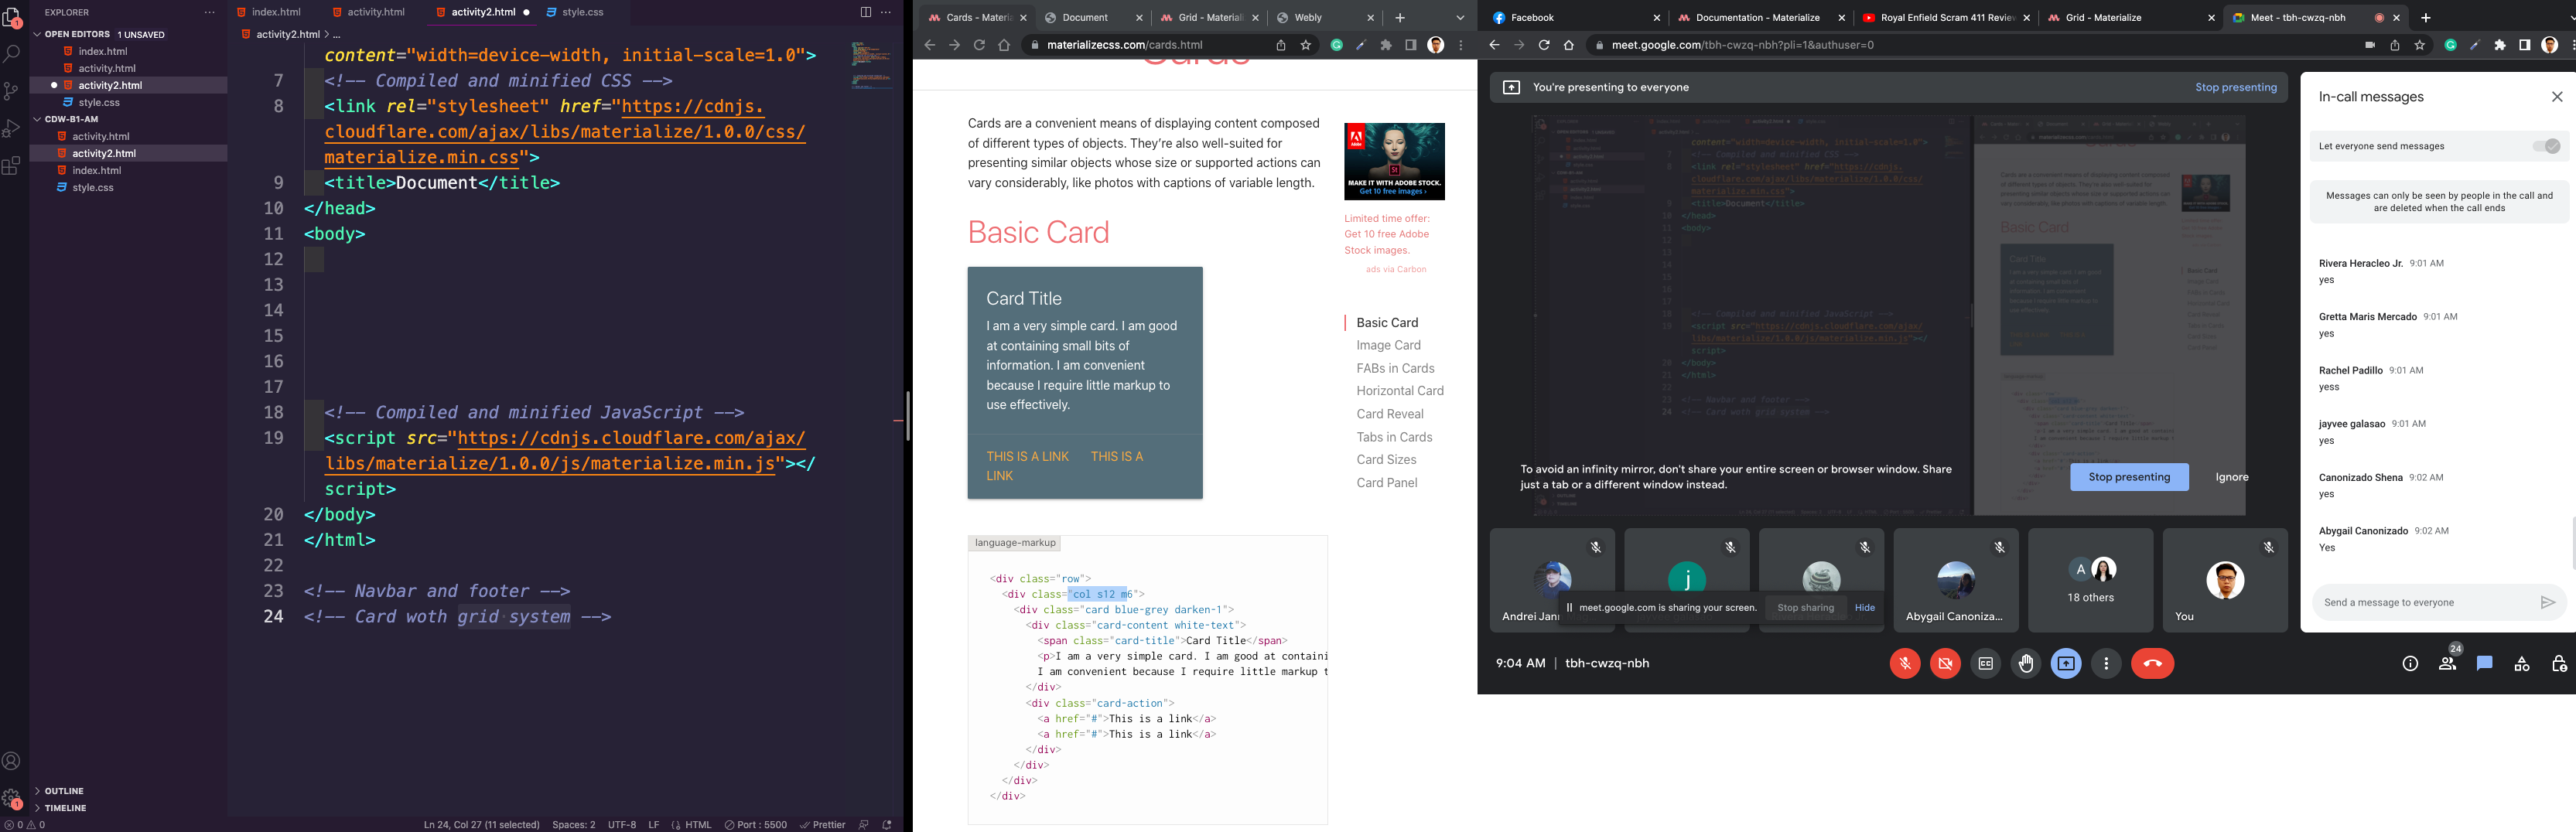 EXPLORER
OPEN EDITORS 1 UNSAVED
index.html
activity.html
activity2.html
style.css
CDW-B1-AM
activity.html
activity2.html
index.html
style.css
OUTLINE
TIMELINE
index.html activity.html activity2.html style.css
activity2.html > ...
content="width=device-width, initial-scale=1.0">
7 <!-- Compiled and minified CSS -->
8 <link rel="stylesheet" href="https://cdnjs.
cloudflare.com/ajax/libs/materialize/1.0.0/css/
materialize.min.css">
9 <title>Document</title>
10 </head>
11 <body>
12
13
14
15
16
17
18 <!-- Compiled and minified JavaScript -->
19 <script src="https://cdnjs.cloudflare.com/ajax/
libs/materialize/1.0.0/js/materialize.min.js"></
script>
20 </body>
21 </html>
22
23 <!-- Navbar and footer -->
24 <!-- Card woth grid system -->
0 0 Ln 24, Col 27 (11 selected) Spaces: 2 UTF-8 LF HTML Port : 5500 Prettier
Cards - Materia Document Grid - Materiali Webly
materializecss.com/cards.html
Cards are a convenient means of displaying content composed
of different types of objects. They're also well-suited for
presenting similar objects whose size or supported actions can
vary considerably, like photos with captions of variable length.
Basic Card
Card Title
I am a very simple card. I am good
at containing small bits of
information. I am convenient
because I require little markup to
use effectively.
THIS IS A LINK THIS IS A
LINK
language-markup
<div class="row">
<div class="col s12 m6">
<div class="card blue-grey darken-1">
<div class="card-content white-text">
<span class="card-title">Card Title</span>
<p>I am a very simple card. I am good at containi
I am convenient because I require little markup t
</div>
<div class="card-action">
<a href="#">This is a link</a>
<a href="#">This is a link</a>
</div>
</div>
</div>
</div>
MAKE IT WITH ADOBE STOCK.
Get 10 free images ›
Limited time offer:
Get 10 free Adobe
Stock images.
ads via Carbon
Basic Card
Image Card
FABs in Cards
Horizontal Card
Card Reveal
Tabs in Cards
Card Sizes
Card Panel
Facebook Documentation - Materialize Royal Enfield Scram 411 Review Grid - Materialize Meet - tbh-cwzq-nbh
meet.google.com/tbh-cwzq-nbh?pli=1&authuser=0
You're presenting to everyone Stop presenting
To avoid an infinity mirror, don't share your entire screen or browser window. Share
just a tab or a different window instead.
Stop presenting Ignore
Andrei Jan
j
Abygail Canoniza...
A
18 others
You
meet.google.com is sharing your screen. Stop sharing Hide
9:04 AM | tbh-cwzq-nbh
24
In-call messages
Let everyone send messages
Messages can only be seen by people in the call and
are deleted when the call ends
Rivera Heracleo Jr. 9:01 AM
yes
Gretta Maris Mercado 9:01 AM
yes
Rachel Padillo 9:01 AM
yess
jayvee galasao 9:01 AM
yes
Canonizado Shena 9:02 AM
yes
Abygail Canonizado 9:02 AM
Yes
Send a message to everyone